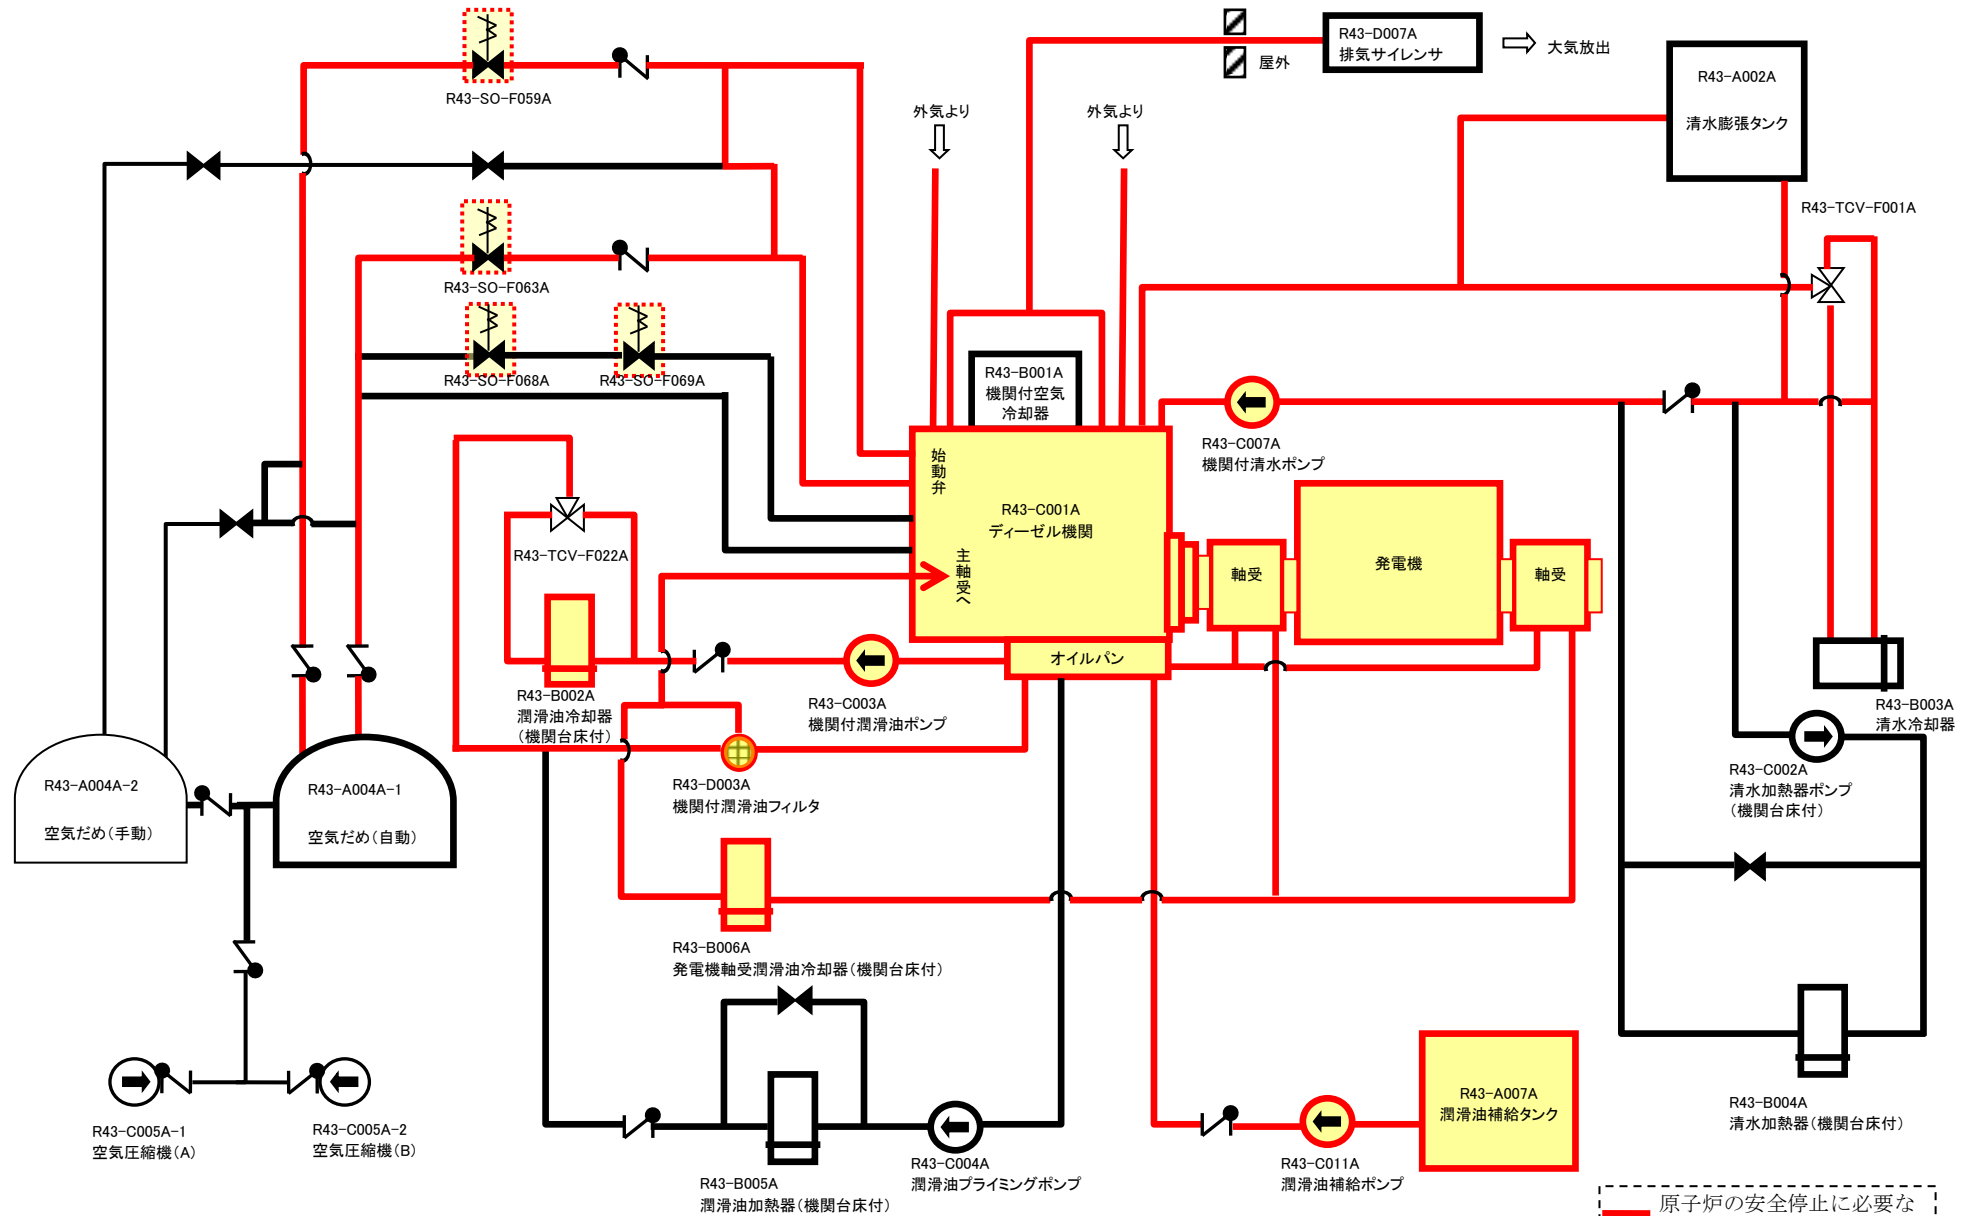 R43-SO-F059A
R43-D007A
排気サイレンサ
大気放出
屋外
外気より
外気より
R43-A002A
清水膨張タンク
R43-TCV-F001A
R43-SO-F063A
R43-SO-F068A
R43-SO-F069A
R43-B001A
機関付空気
冷却器
始動弁
R43-C001A
ディーゼル機関
主軸受へ
R43-C007A
機関付清水ポンプ
軸受
発電機
軸受
オイルパン
R43-TCV-F022A
R43-B002A
潤滑油冷却器
(機関台床付)
R43-C003A
機関付潤滑油ポンプ
R43-D003A
機関付潤滑油フィルタ
R43-B003A
清水冷却器
R43-C002A
清水加熱器ポンプ
(機関台床付)
R43-A004A-2
空気だめ(手動)
R43-A004A-1
空気だめ(自動)
R43-B006A
発電機軸受潤滑油冷却器(機関台床付)
R43-C005A-1
空気圧縮機(A)
R43-C005A-2
空気圧縮機(B)
R43-B005A
潤滑油加熱器(機関台床付)
R43-C004A
潤滑油プライミングポンプ
R43-C011A
潤滑油補給ポンプ
R43-A007A
潤滑油補給タンク
R43-B004A
清水加熱器(機関台床付)
原子炉の安全停止に必要な